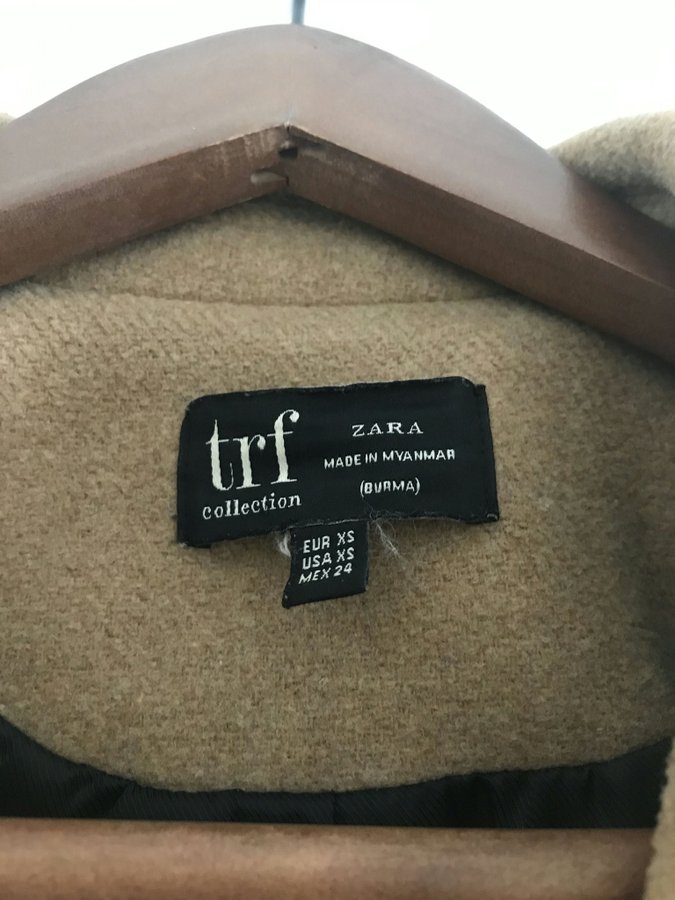 trf
collection
ZARA
MADE IN MYANMAR
(BURMA)
EUR XS
USA XS
MEX 24